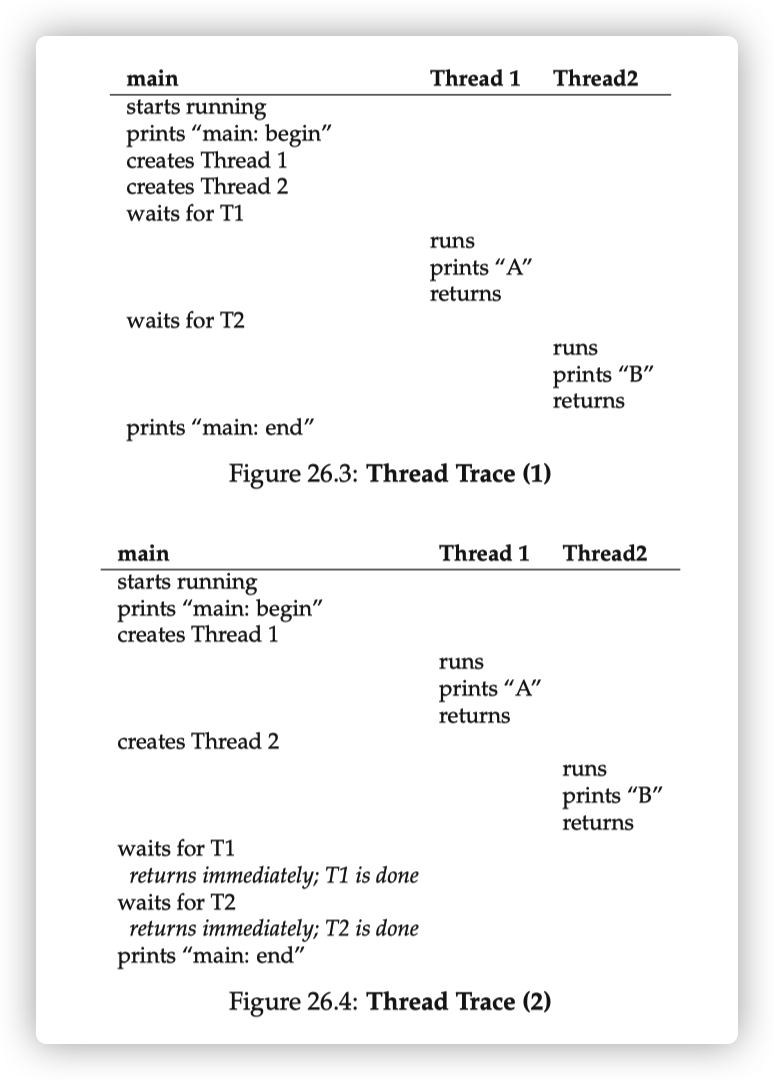 main Thread 1 Thread2
starts running
prints “main: begin”
creates Thread 1
creates Thread 2
waits for T1
runs
prints “A”
returns
waits for T2
runs
prints “B”
returns
prints “main: end”
Figure 26.3: Thread Trace (1)
main Thread 1 Thread2
starts running
prints “main: begin”
creates Thread 1
runs
prints “A”
returns
creates Thread 2
runs
prints “B”
returns
waits for T1
returns immediately; T1 is done
waits for T2
returns immediately; T2 is done
prints “main: end”
Figure 26.4: Thread Trace (2)